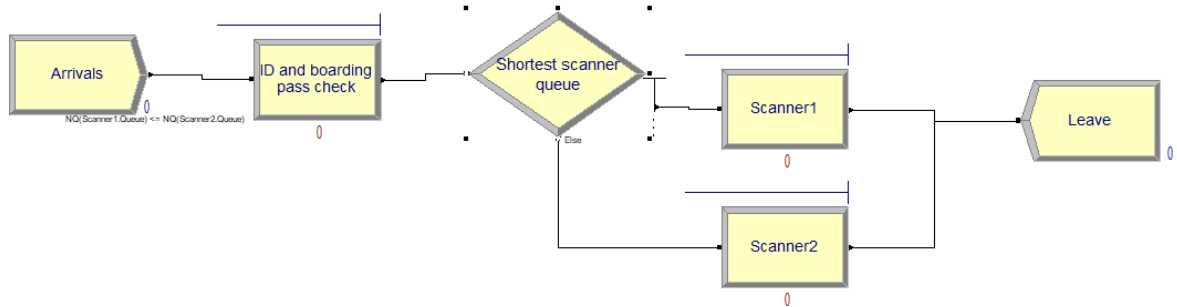 Arrivals
0
NQ(Scanner1.Queue) <= NQ(Scanner2.Queue)
ID and boarding
pass check
0
Shortest scanner
queue
Else
Scanner1
0
Scanner2
0
Leave
0